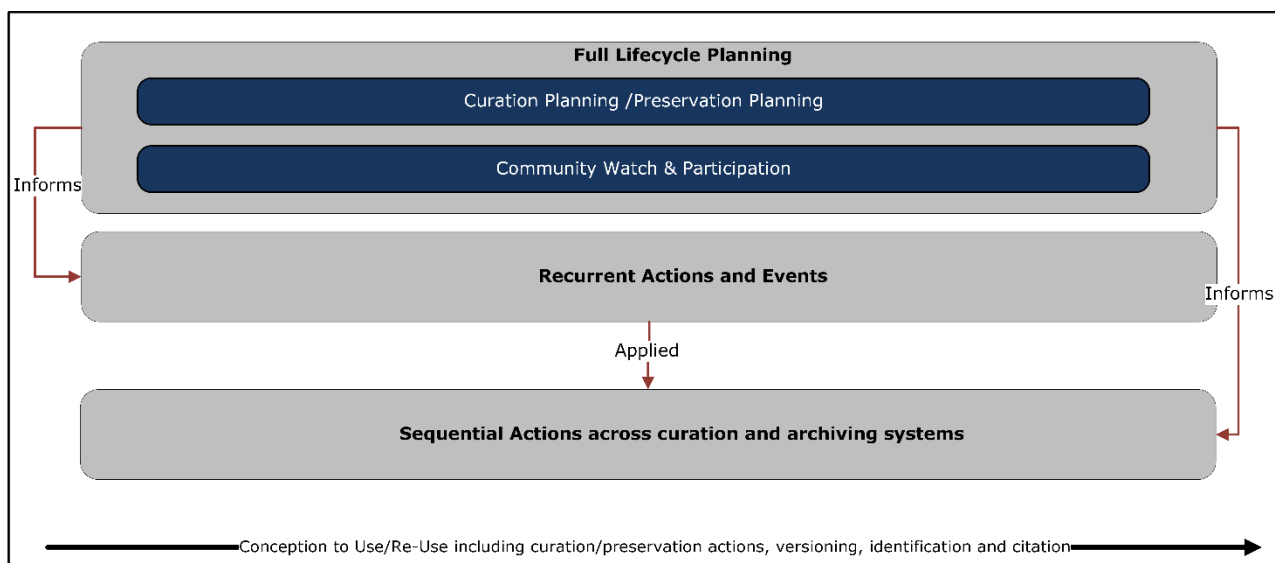 Full Lifecycle Planning
Curation Planning /Preservation Planning
Community Watch & Participation
Informs
Recurrent Actions and Events
Informs
Applied
Sequential Actions across curation and archiving systems
Conception to Use/Re-Use including curation/preservation actions, versioning, identification and citation